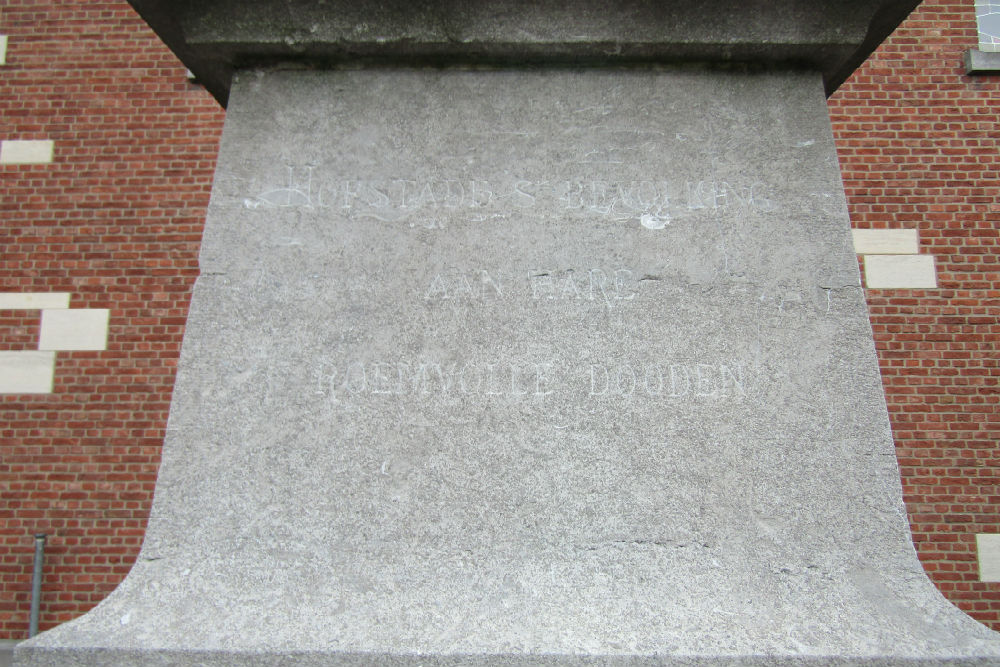 HOFSTADE'S BEVOLKING
AAN HARE
ROEMVOLLE DOODEN